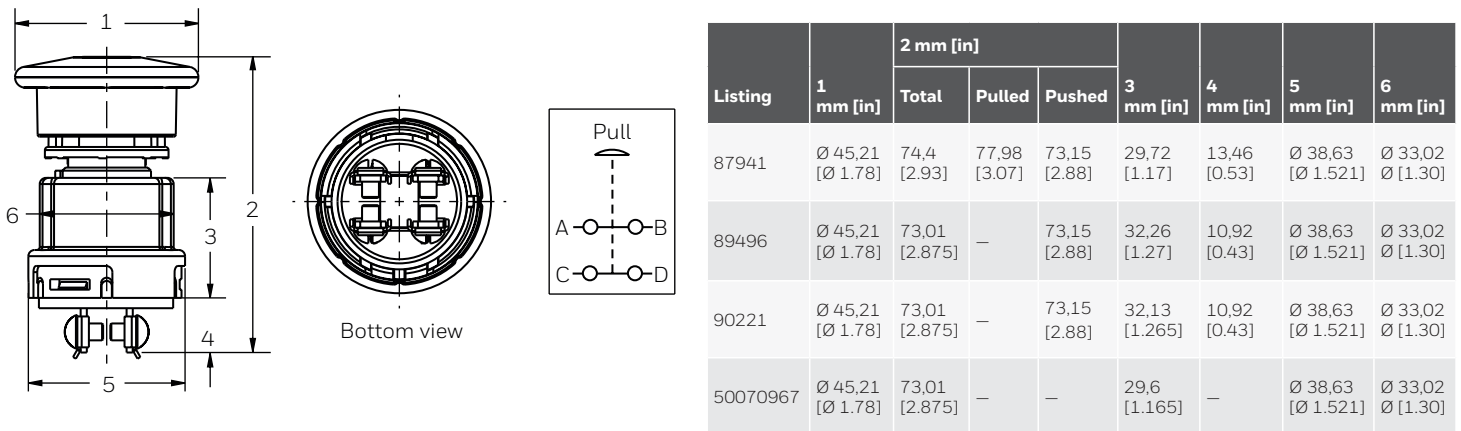 1
2
3
6
4
5
Bottom view
Pull
A B
C D
2 mm [in]
Listing 1 mm [in] Total Pulled Pushed 3 mm [in] 4 mm [in] 5 mm [in] 6 mm [in]
87941 Ø 45,21 74,4 77,98 73,15 29,72 13,46 Ø 38,63 Ø 33,02
[Ø 1.78] [2.93] [3.07] [2.88] [1.17] [0.53] [Ø 1.521] Ø [1.30]
89496 Ø 45,21 73,01 – 73,15 32,26 10,92 Ø 38,63 Ø 33,02
[Ø 1.78] [2.875] [2.88] [1.27] [0.43] [Ø 1.521] Ø [1.30]
90221 Ø 45,21 73,01 – 73,15 32,13 10,92 Ø 38,63 Ø 33,02
[Ø 1.78] [2.875] [2.88] [1.265] [0.43] [Ø 1.521] Ø [1.30]
50070967 Ø 45,21 73,01 – – 29,6 – Ø 38,63 Ø 33,02
[Ø 1.78] [2.875] [1.165] [Ø 1.521] Ø [1.30]